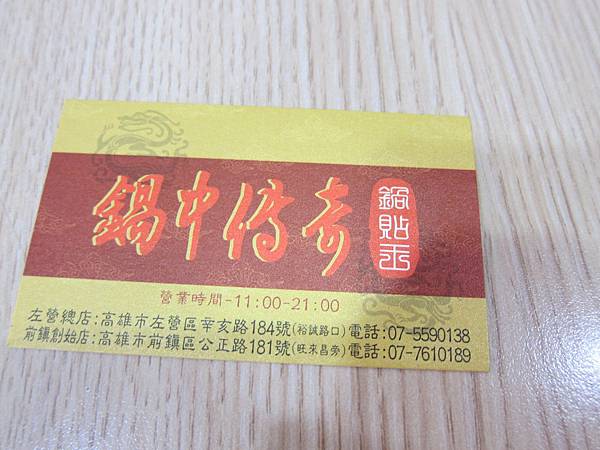 鍋中傳奇 鍋貼王
營業時間-11:00-21:00
左營總店:高雄市左營區辛亥路184號(裕誠路口)電話:07-5590138
前鎮創始店:高雄市前鎮區公正路181號(旺來昌旁)電話:07-7610189